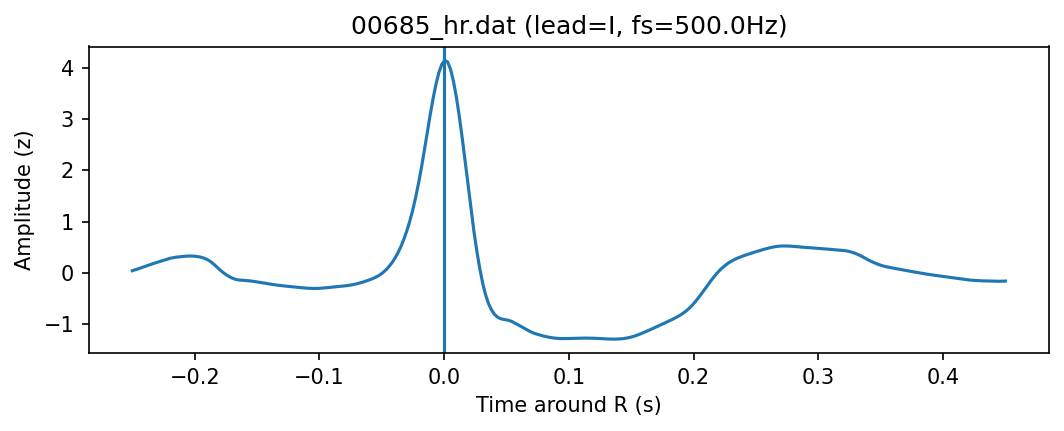 00685_hr.dat (lead=I, fs=500.0Hz)
Amplitude (z)
4
3
2
1
0
−1
−0.2 −0.1 0.0 0.1 0.2 0.3 0.4
Time around R (s)